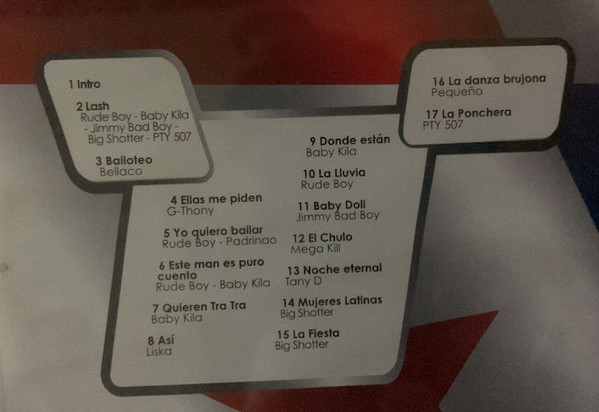 1 Intro
2 Lash
Rude Boy - Baby Kila
- Jimmy Bad Boy -
Big Shotter - PTY 507
3 Bailoteo
Bellaco
4 Ellas me piden
G-Thony
5 Yo quiero bailar
Rude Boy - Padrinao
6 Este man es puro
cuento
Rude Boy - Baby Kila
7 Quieren Tra Tra
Baby Kila
8 Así
Liska
9 Donde están
Baby Kila
10 La Lluvia
Rude Boy
11 Baby Doll
Jimmy Bad Boy
12 El Chulo
Mega Kill
13 Noche eternal
Tany D
14 Mujeres Latinas
Big Shotter
15 La Fiesta
Big Shotter
16 La danza brujona
Pequeño
17 La Ponchera
PTY 507